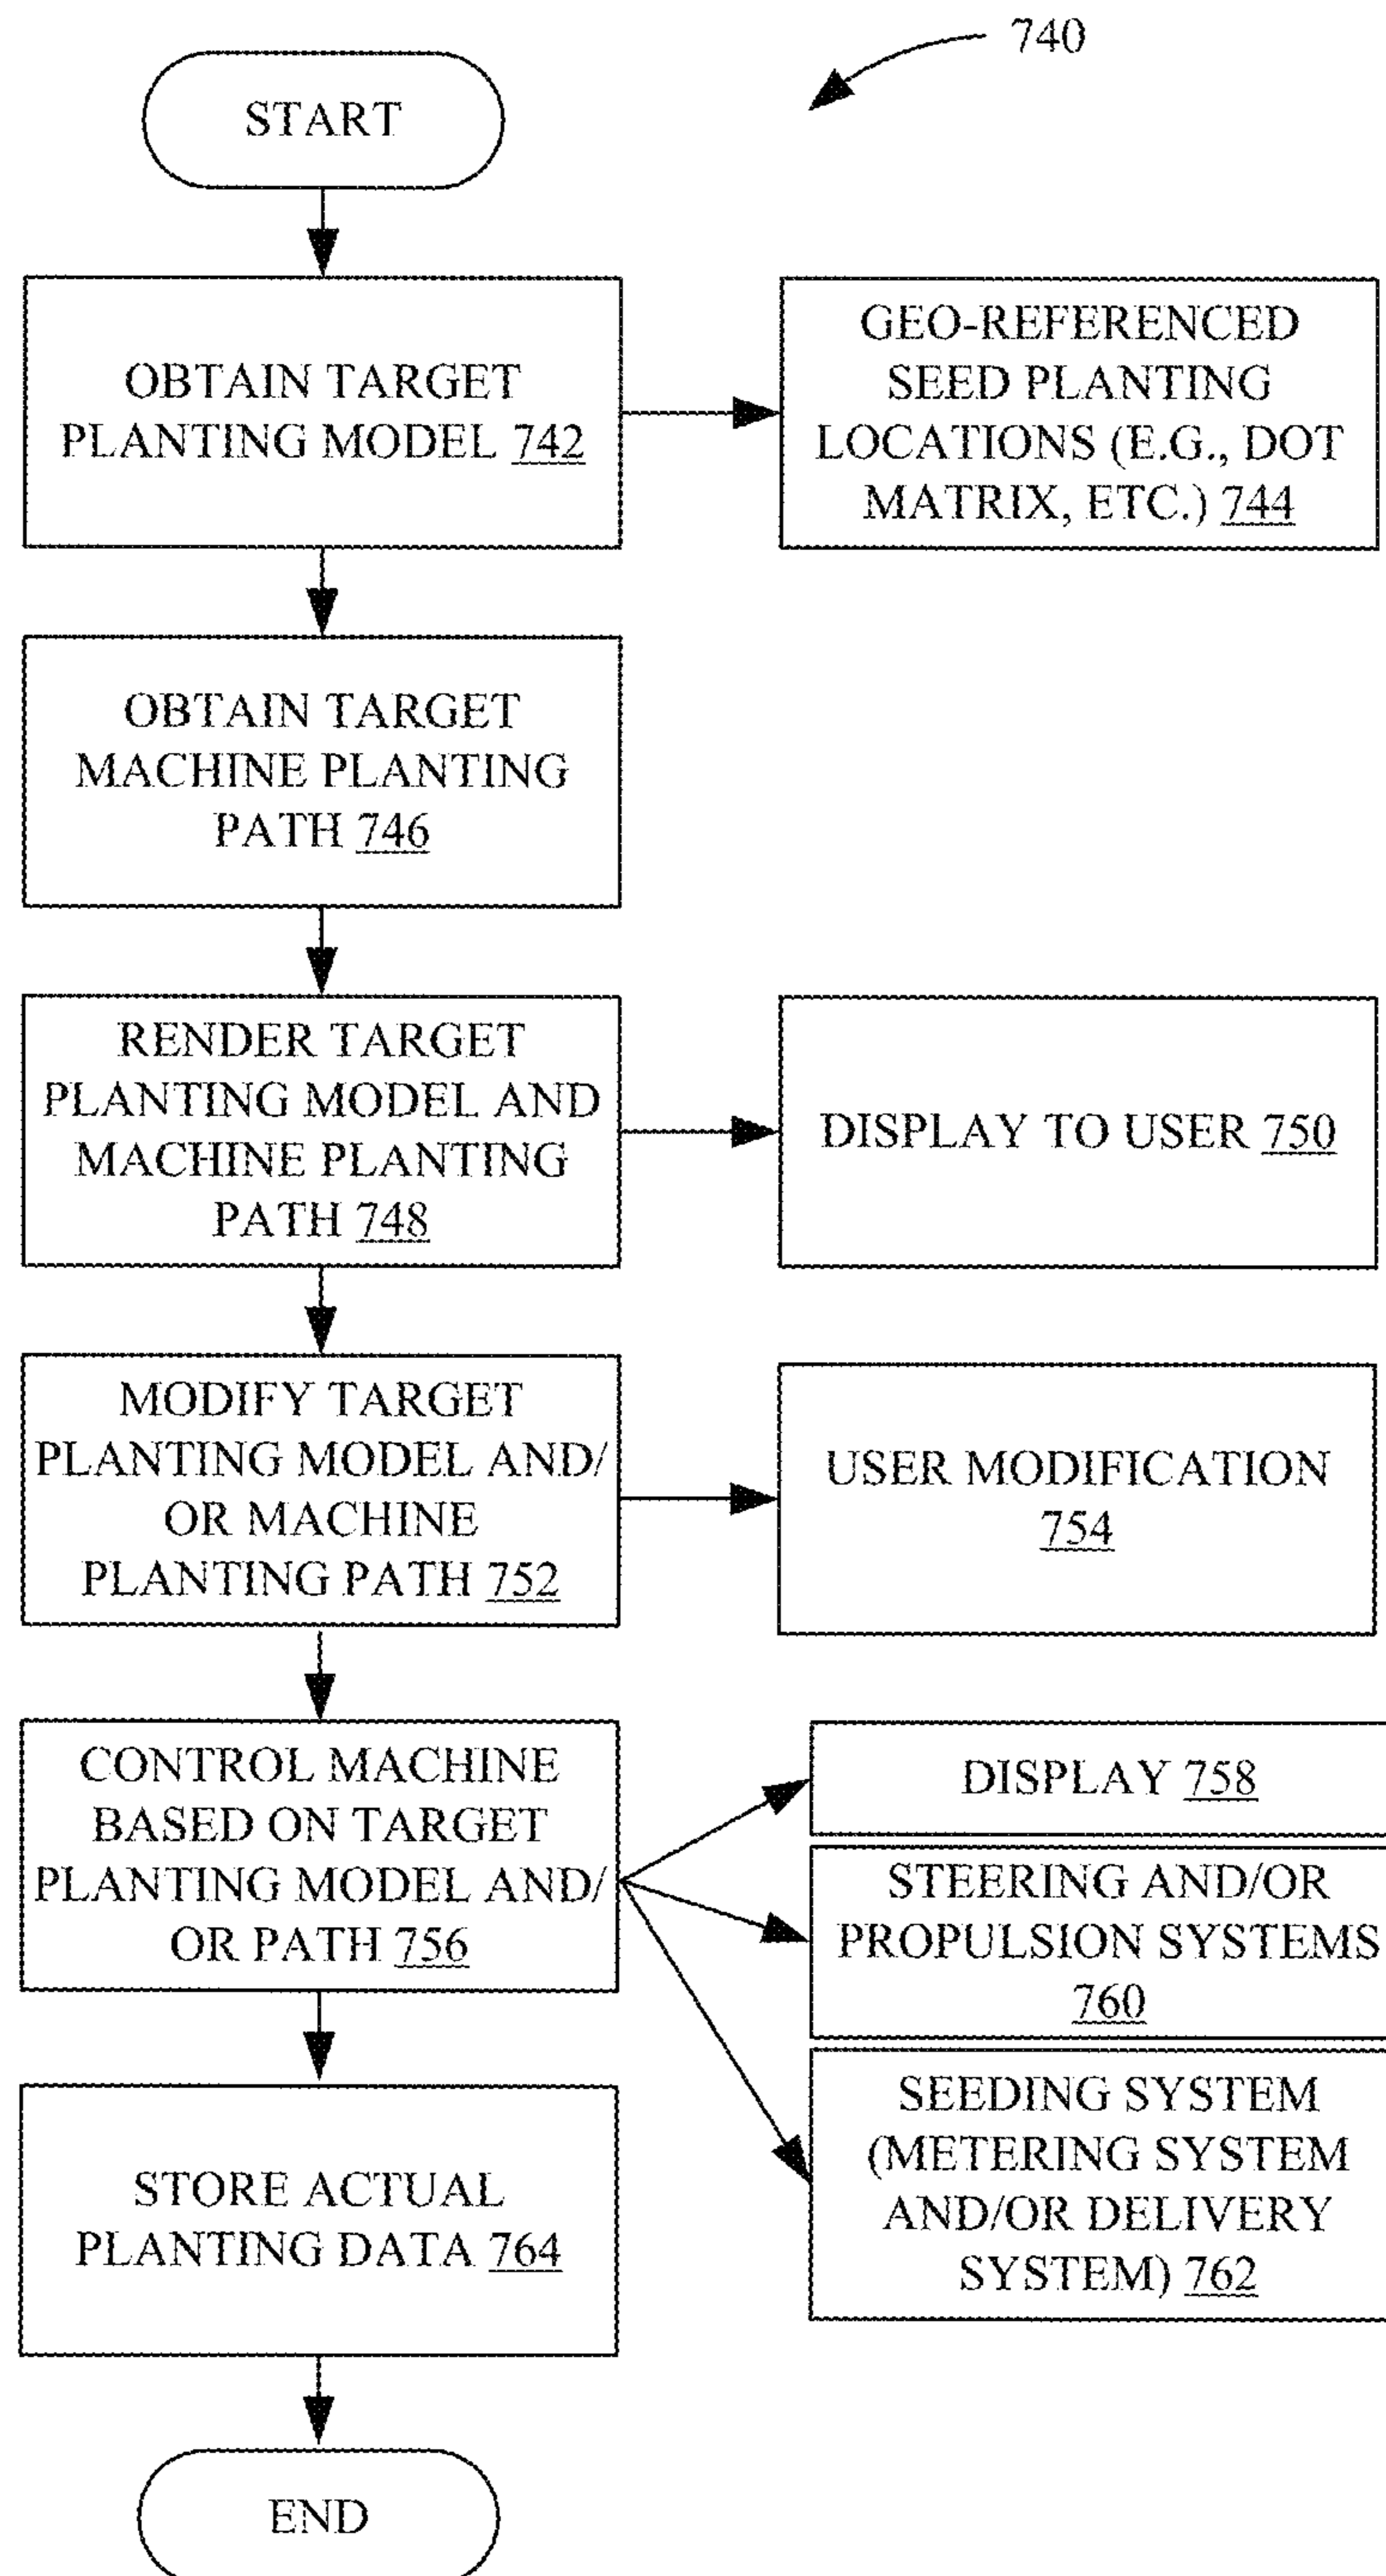 740
START
OBTAIN TARGET
PLANTING MODEL 742
GEO-REFERENCED
SEED PLANTING
LOCATIONS (E.G., DOT
MATRIX, ETC.) 744
OBTAIN TARGET
MACHINE PLANTING
PATH 746
RENDER TARGET
PLANTING MODEL AND
MACHINE PLANTING
PATH 748
DISPLAY TO USER 750
MODIFY TARGET
PLANTING MODEL AND/
OR MACHINE
PLANTING PATH 752
USER MODIFICATION
754
CONTROL MACHINE
BASED ON TARGET
PLANTING MODEL AND/
OR PATH 756
DISPLAY 758
STEERING AND/OR
PROPULSION SYSTEMS
760
SEEDING SYSTEM
(METERING SYSTEM
AND/OR DELIVERY
SYSTEM) 762
STORE ACTUAL
PLANTING DATA 764
END